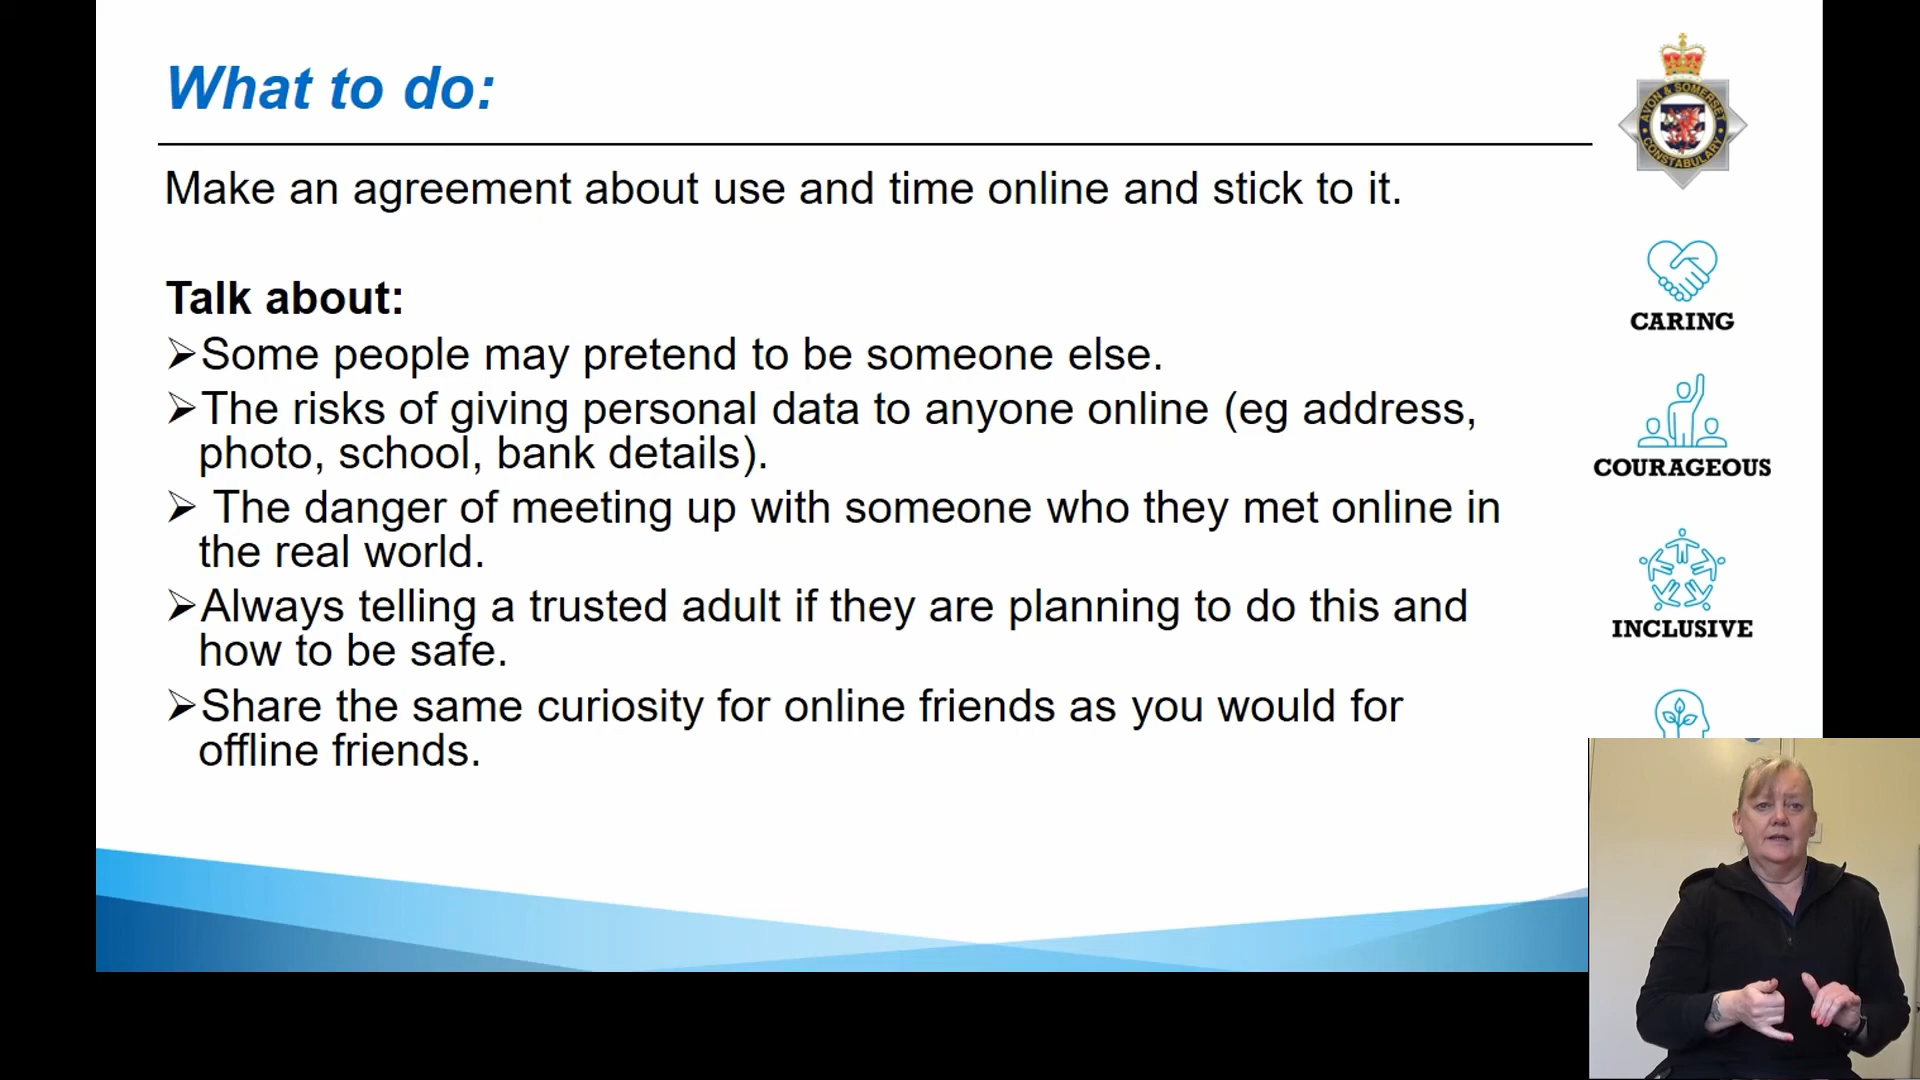 What to do:
Make an agreement about use and time online and stick to it.
Talk about:
➢Some people may pretend to be someone else.
➢The risks of giving personal data to anyone online (eg address,
photo, school, bank details).
➢ The danger of meeting up with someone who they met online in
the real world.
➢Always telling a trusted adult if they are planning to do this and
how to be safe.
➢Share the same curiosity for online friends as you would for
offline friends.
AVON & SOMERSET
CONSTABULARY
CARING
COURAGEOUS
INCLUSIVE